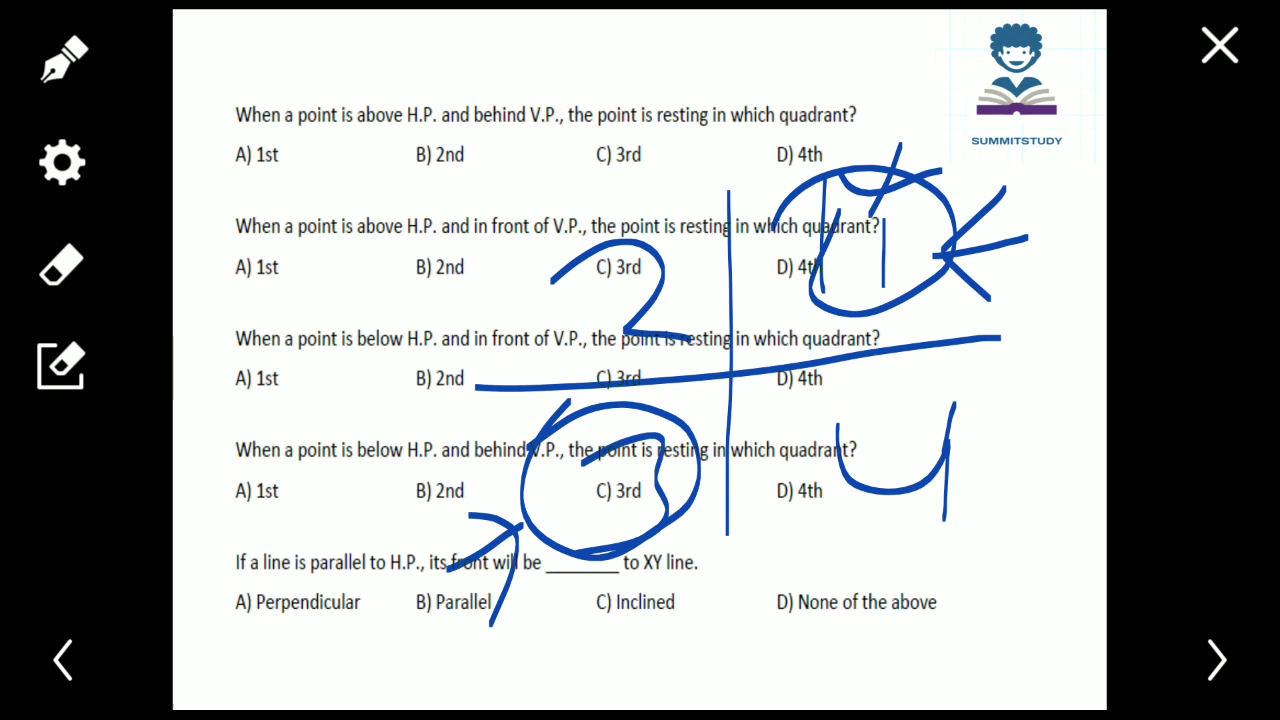 SUMMITSTUDY
When a point is above H.P. and behind V.P., the point is resting in which quadrant?
A) 1st B) 2nd C) 3rd D) 4th
When a point is above H.P. and in front of V.P., the point is resting in which quadrant?
A) 1st B) 2nd C) 3rd D) 4th
When a point is below H.P. and in front of V.P., the point is resting in which quadrant?
A) 1st B) 2nd C) 3rd D) 4th
When a point is below H.P. and behind V.P., the point is resting in which quadrant?
A) 1st B) 2nd C) 3rd D) 4th
If a line is parallel to H.P., its front will be ________ to XY line.
A) Perpendicular B) Parallel C) Inclined D) None of the above
2 1
3 4